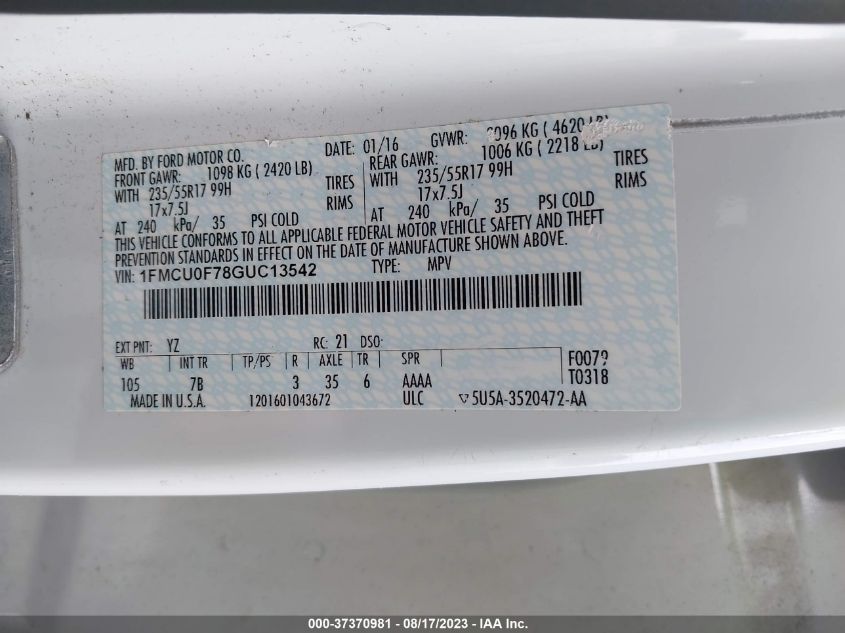 MFD. BY FORD MOTOR CO. DATE: 01/16 GVWR: 2096 KG ( 4620
FRONT GAWR: 1098 KG ( 2420 LB) REAR GAWR: 1006 KG ( 2218
WITH 235/55R17 99H TIRES WITH 235/55R17 99H TIRES
17x7.5J RIMS 17x7.5J RIMS
AT 240 kPa/ 35 PSI COLD AT 240 kPa/ 35 PSI COLD
THIS VEHICLE CONFORMS TO ALL APPLICABLE FEDERAL MOTOR VEHICLE SAFETY AND THEFT
PREVENTION STANDARDS IN EFFECT ON THE DATE OF MANUFACTURE SHOWN ABOVE.
VIN: 1FMCU0F78GUC13542 TYPE: MPV
EXT PNT: YZ RC: 21 DSO:
WB INT TR TP/PS R AXLE TR SPR F0079
105 7B 3 35 6 AAAA T0318
MADE IN U.S.A. 1201601043672 ULC ▽5U5A-3520472-AA
000-37370981 - 08/17/2023 - Copyright © 2023 - IAA Inc.